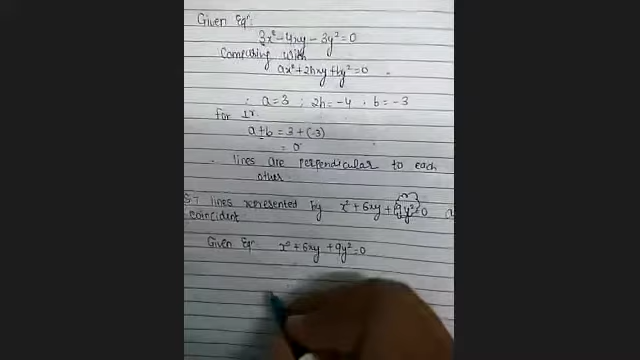 Given Eqⁿ:
3x² - 4xy - 3y² = 0
Comparing with
ax² + 2hxy + by² = 0
∴ a = 3 ; 2h = -4 , b = -3
for Lr.
a + b = 3 + (-3)
= 0
∴ lines are perpendicular to each
other
S.T lines represented by x² + 6xy + 9y² = 0
coincident
Given Eqⁿ x² + 6xy + 9y² = 0